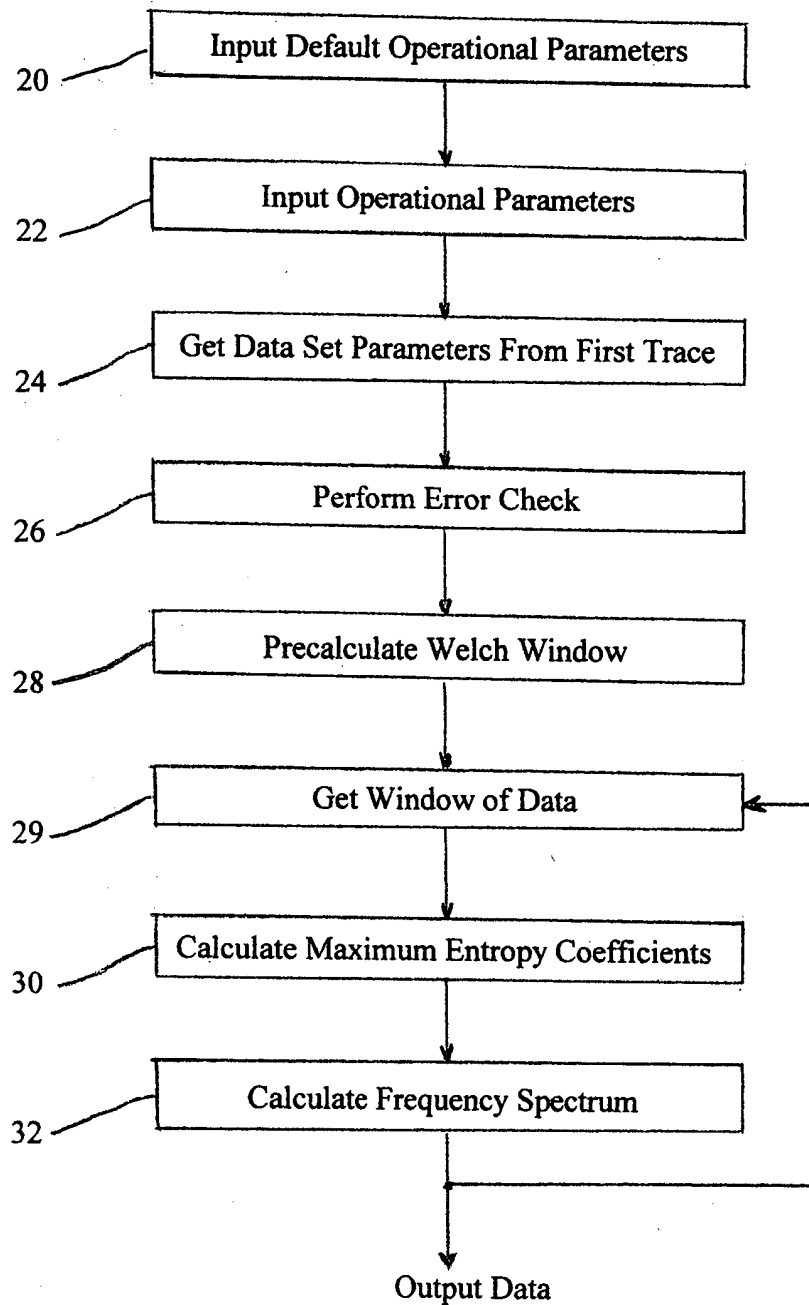 Input Default Operational Parameters
20
Input Operational Parameters
22
Get Data Set Parameters From First Trace
24
Perform Error Check
26
Precalculate Welch Window
28
Get Window of Data
29
Calculate Maximum Entropy Coefficients
30
Calculate Frequency Spectrum
32
Output Data